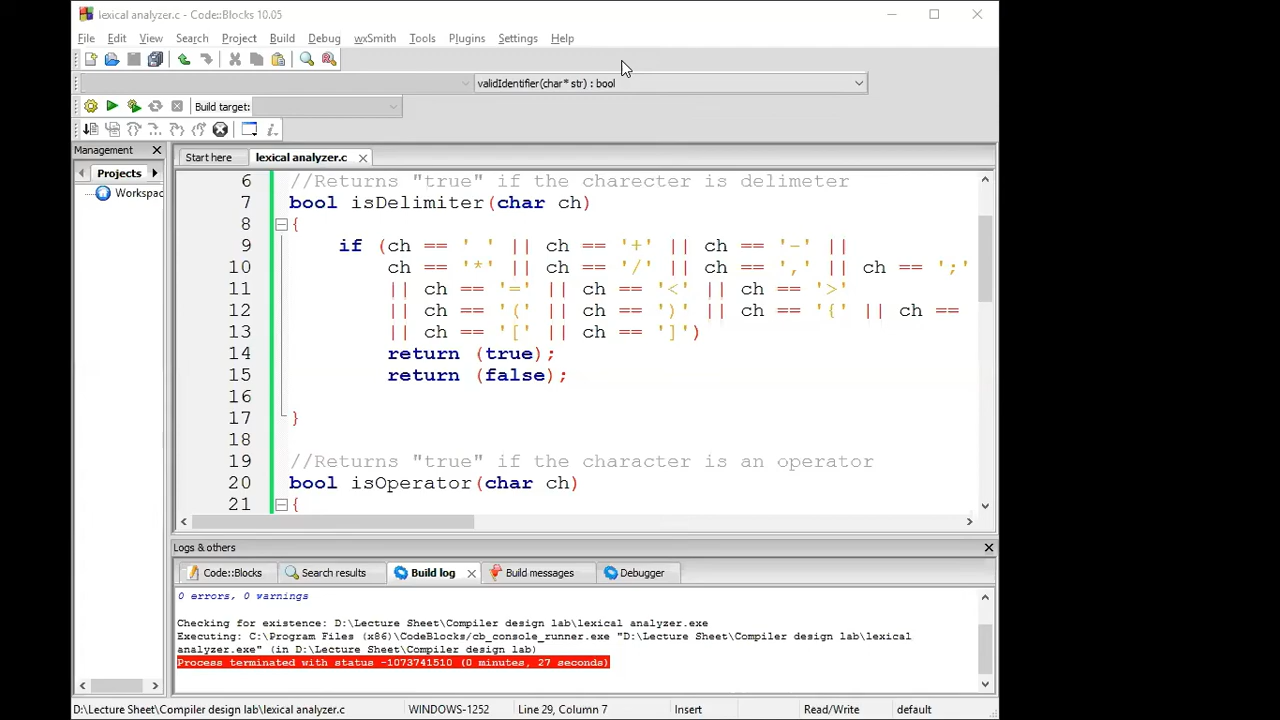 lexical analyzer.c - Code::Blocks 10.05
File Edit View Search Project Build Debug wxSmith Tools Plugins Settings Help
validIdentifier(char* str) : bool
Build target:
Management
Projects
Workspac
Start here lexical analyzer.c
6 //Returns "true" if the charecter is delimeter
7 bool isDelimiter(char ch)
8 {
9 if (ch == ' ' || ch == '+' || ch == '-' ||
10 ch == '*' || ch == '/' || ch == ',' || ch == ';'
11 || ch == '=' || ch == '<' || ch == '>'
12 || ch == '(' || ch == ')' || ch == '{' || ch ==
13 || ch == '[' || ch == ']')
14 return (true);
15 return (false);
16
17 }
18
19 //Returns "true" if the character is an operator
20 bool isOperator(char ch)
21 {
Logs & others
Code::Blocks Search results Build log Build messages Debugger
0 errors, 0 warnings
Checking for existence: D:\Lecture Sheet\Compiler design lab\lexical analyzer.exe
Executing: C:\Program Files (x86)\CodeBlocks/cb_console_runner.exe "D:\Lecture Sheet\Compiler design lab\lexical
analyzer.exe" (in D:\Lecture Sheet\Compiler design lab)
Process terminated with status -1073741510 (0 minutes, 27 seconds)
D:\Lecture Sheet\Compiler design lab\lexical analyzer.c WINDOWS-1252 Line 29, Column 7 Insert Read/Write default